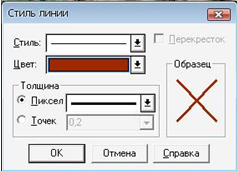 Стиль линии
Стиль:
Перекресток
Цвет:
Образец
Толщина
Пиксел
Точек
0,2
OK
Отмена
Справка